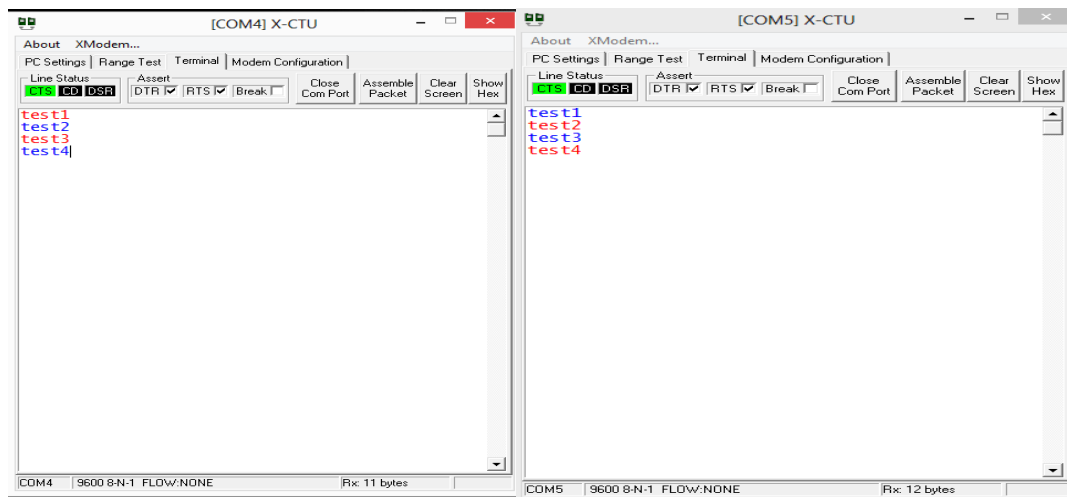 [COM4] X-CTU
About XModem...
PC Settings Range Test Terminal Modem Configuration
Line Status
CTS CD DSR
Assert
DTR RTS Break
Close Com Port
Assemble Packet
Clear Screen
Show Hex
test1
test2
test3
test4
COM4 9600 8-N-1 FLOW:NONE Rx: 11 bytes
[COM5] X-CTU
About XModem...
PC Settings Range Test Terminal Modem Configuration
Line Status
CTS CD DSR
Assert
DTR RTS Break
Close Com Port
Assemble Packet
Clear Screen
Show Hex
test1
test2
test3
test4
COM5 9600 8-N-1 FLOW:NONE Rx: 12 bytes